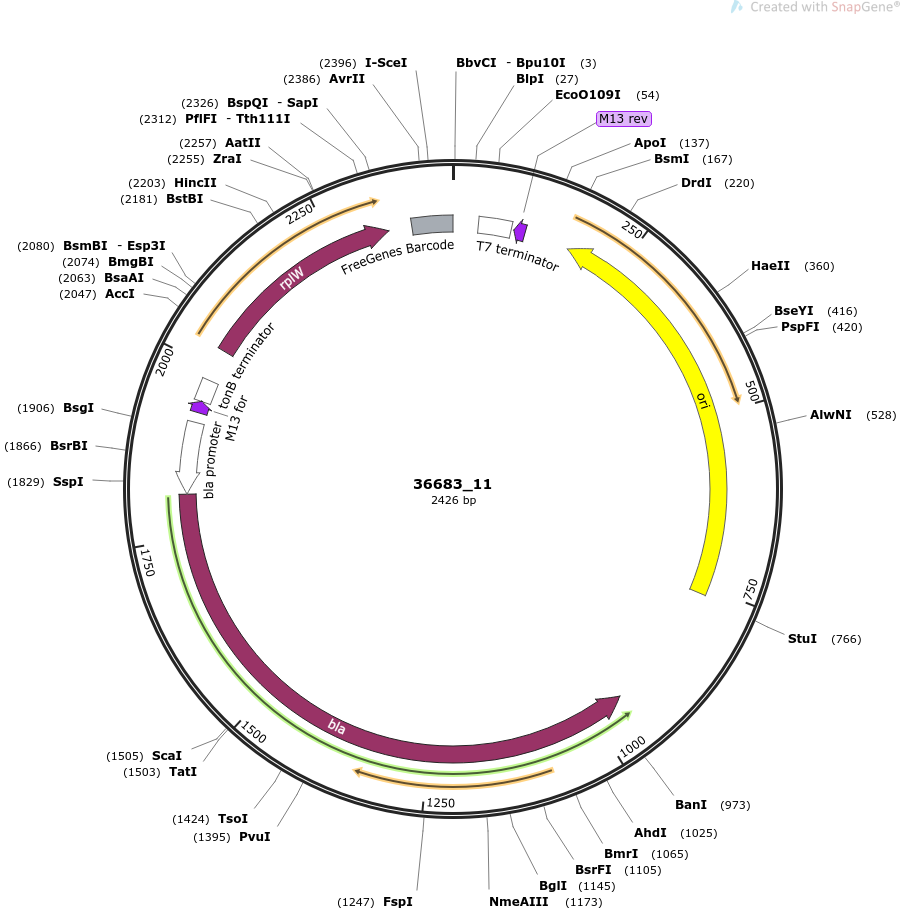 Created with SnapGene®
(2396) I-SceI
BbvCI - Bpu10I (3)
(2386) AvrII
BlpI (27)
(2326) BspQI - SapI
EcoO109I (54)
(2312) PflFI - Tth111I
M13 rev
(2257) AatII
ApoI (137)
(2255) ZraI
BsmI (167)
(2203) HincII
DrdI (220)
(2181) BstBI
2250
250
(2080) BsmBI - Esp3I
(2074) BmgBI
HaeII (360)
(2063) BsaAI
(2047) AccI
BseYI (416)
PspFI (420)
FreeGenes Barcode
T7 terminator
rplW
2000
tonB terminator
500
ori
(1906) BsgI
M13 for
AlwNI (528)
(1866) BsrBI
bla promoter
(1829) SspI
36683_11
2426 bp
1750
750
StuI (766)
bla
1500
1000
(1505) ScaI
(1503) TatI
1250
BanI (973)
(1424) TsoI
AhdI (1025)
(1395) PvuI
BmrI (1065)
BsrFI (1105)
BglI (1145)
(1247) FspI
NmeAIII (1173)